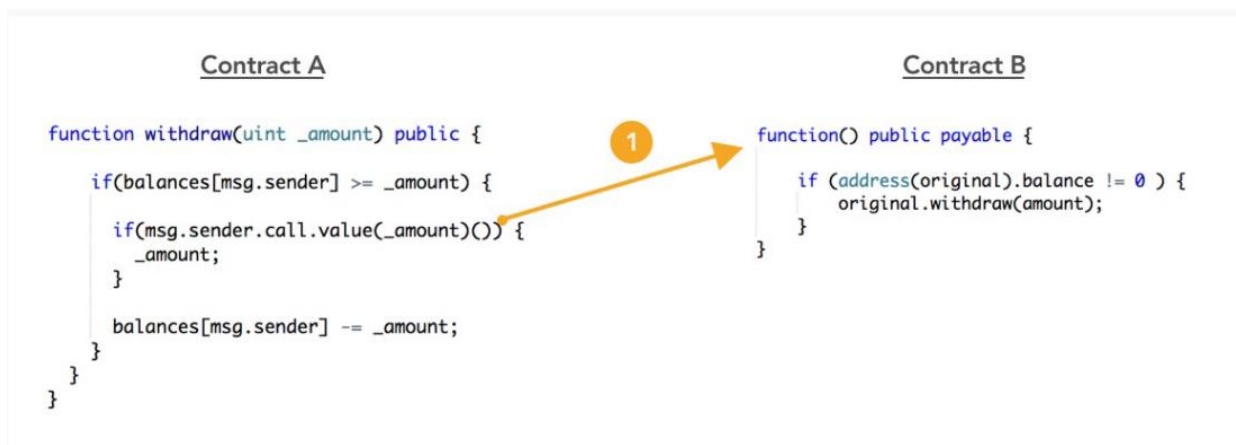 Contract A
function withdraw(uint _amount) public {
if(balances[msg.sender] >= _amount) {
if(msg.sender.call.value(_amount)()) {
_amount;
}
balances[msg.sender] -= _amount;
}
}
}
1
Contract B
function() public payable {
if (address(original).balance != 0 ) {
original.withdraw(amount);
}
}